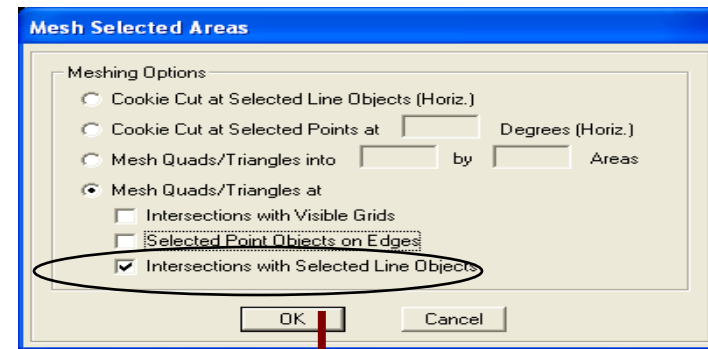 Mesh Selected Areas
Meshing Options
Cookie Cut at Selected Line Objects (Horiz.)
Cookie Cut at Selected Points at Degrees (Horiz.)
Mesh Quads/Triangles into by Areas
Mesh Quads/Triangles at
Intersections with Visible Grids
Selected Point Objects on Edges
Intersections with Selected Line Objects
OK Cancel